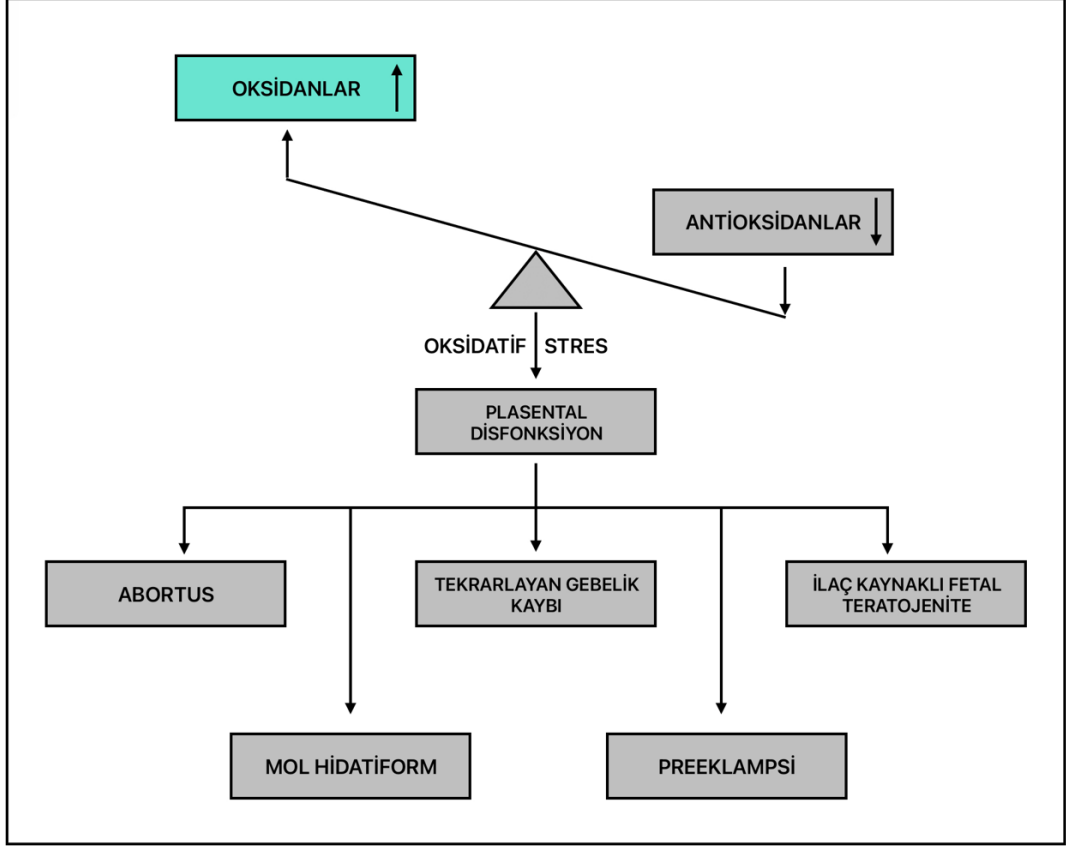 OKSİDANLAR
ANTİOKSİDANLAR
OKSİDATİF STRES
PLASENTAL
DİSFONKSİYON
ABORTUS
TEKRARLAYAN GEBELİK
KAYBI
İLAÇ KAYNAKLI FETAL
TERATOJENİTE
MOL HİDATİFORM
PREEKLAMPSİ